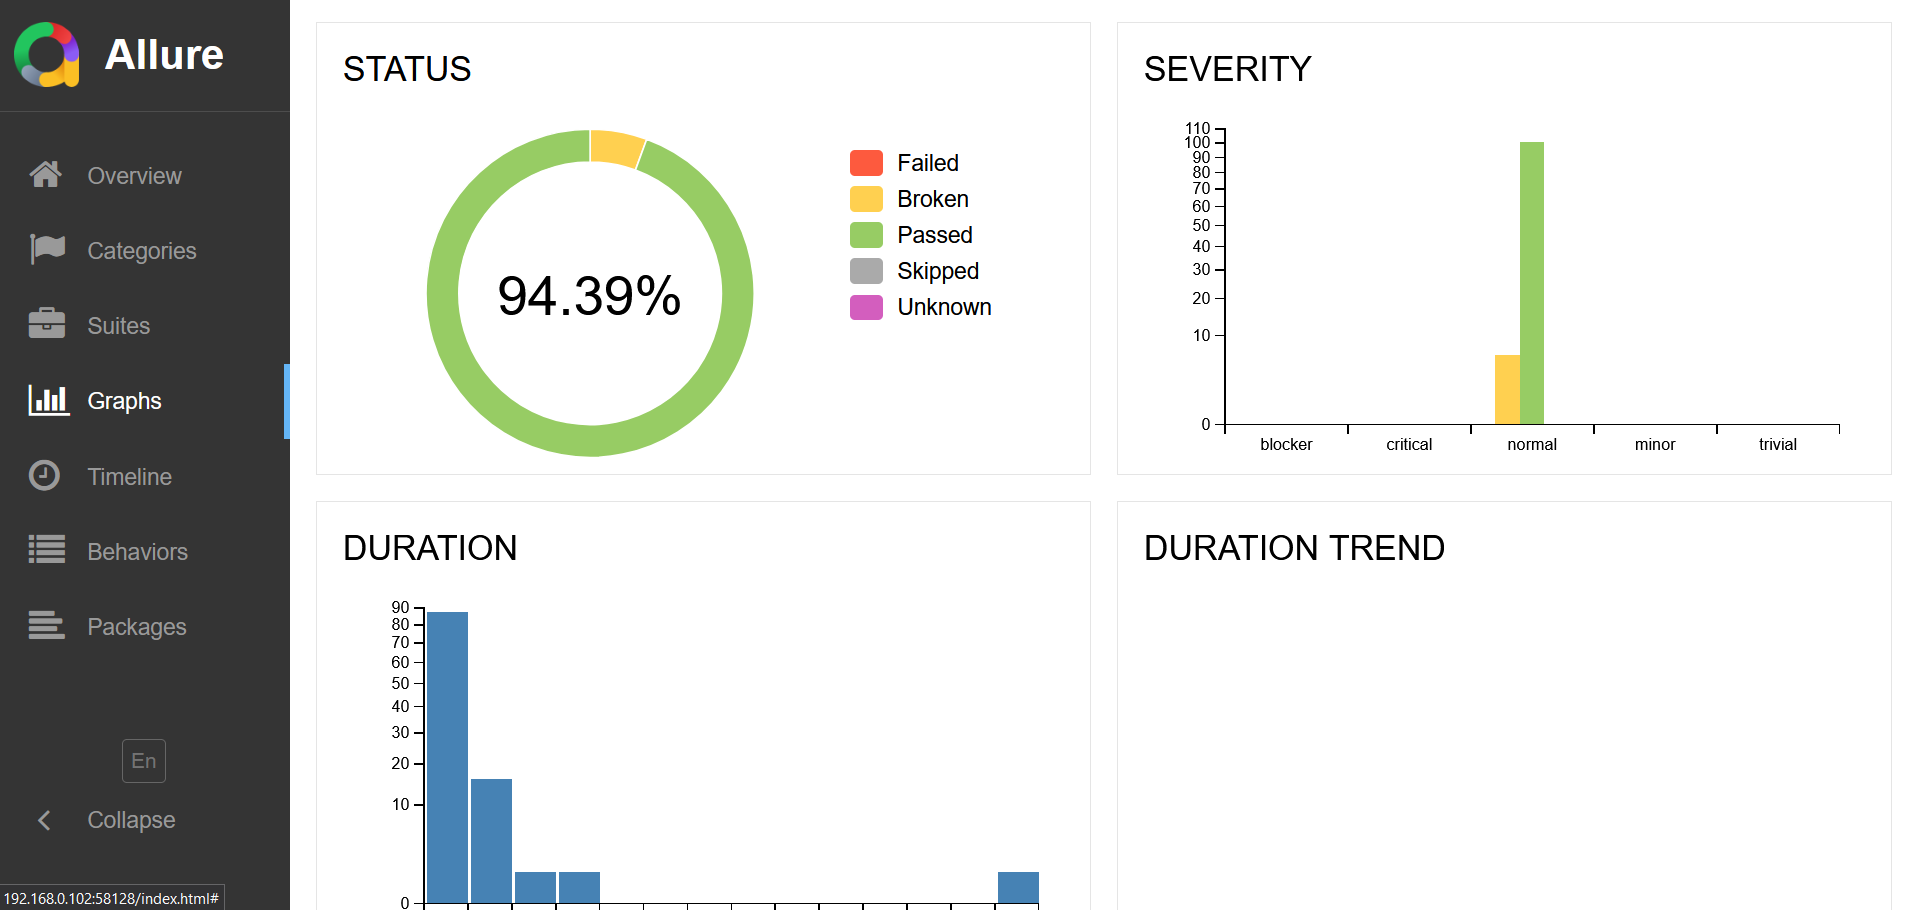 Allure
Overview
Categories
Suites
Graphs
Timeline
Behaviors
Packages
En
Collapse
192.168.0.102:58128/index.html#
STATUS
94.39%
Failed
Broken
Passed
Skipped
Unknown
SEVERITY
110
100
90
80
70
60
50
40
30
20
10
0
blocker critical normal minor trivial
DURATION
90
80
70
60
50
40
30
20
10
0
DURATION TREND